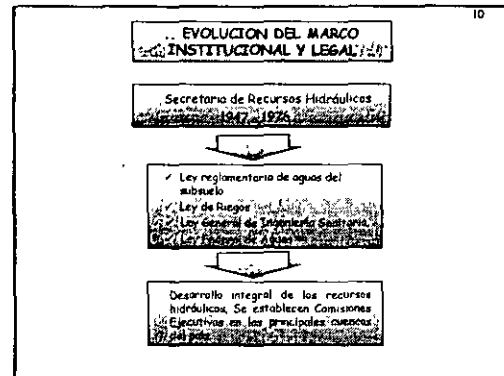 10
.. EVOLUCION DEL MARCO
INSTITUCIONAL Y LEGAL
Secretaria de Recursos Hidráulicos
1947 - 1976
✓ Ley reglamentaria de aguas del
subsuelo
✓ Ley de Riegos
✓ Ley General de Ingeniería Sanitaria
✓ Ley Federal de Aguas
Desarrollo integral de los recursos
hidráulicos, Se establecen Comisiones
Ejecutivas en las principales cuencas
del país